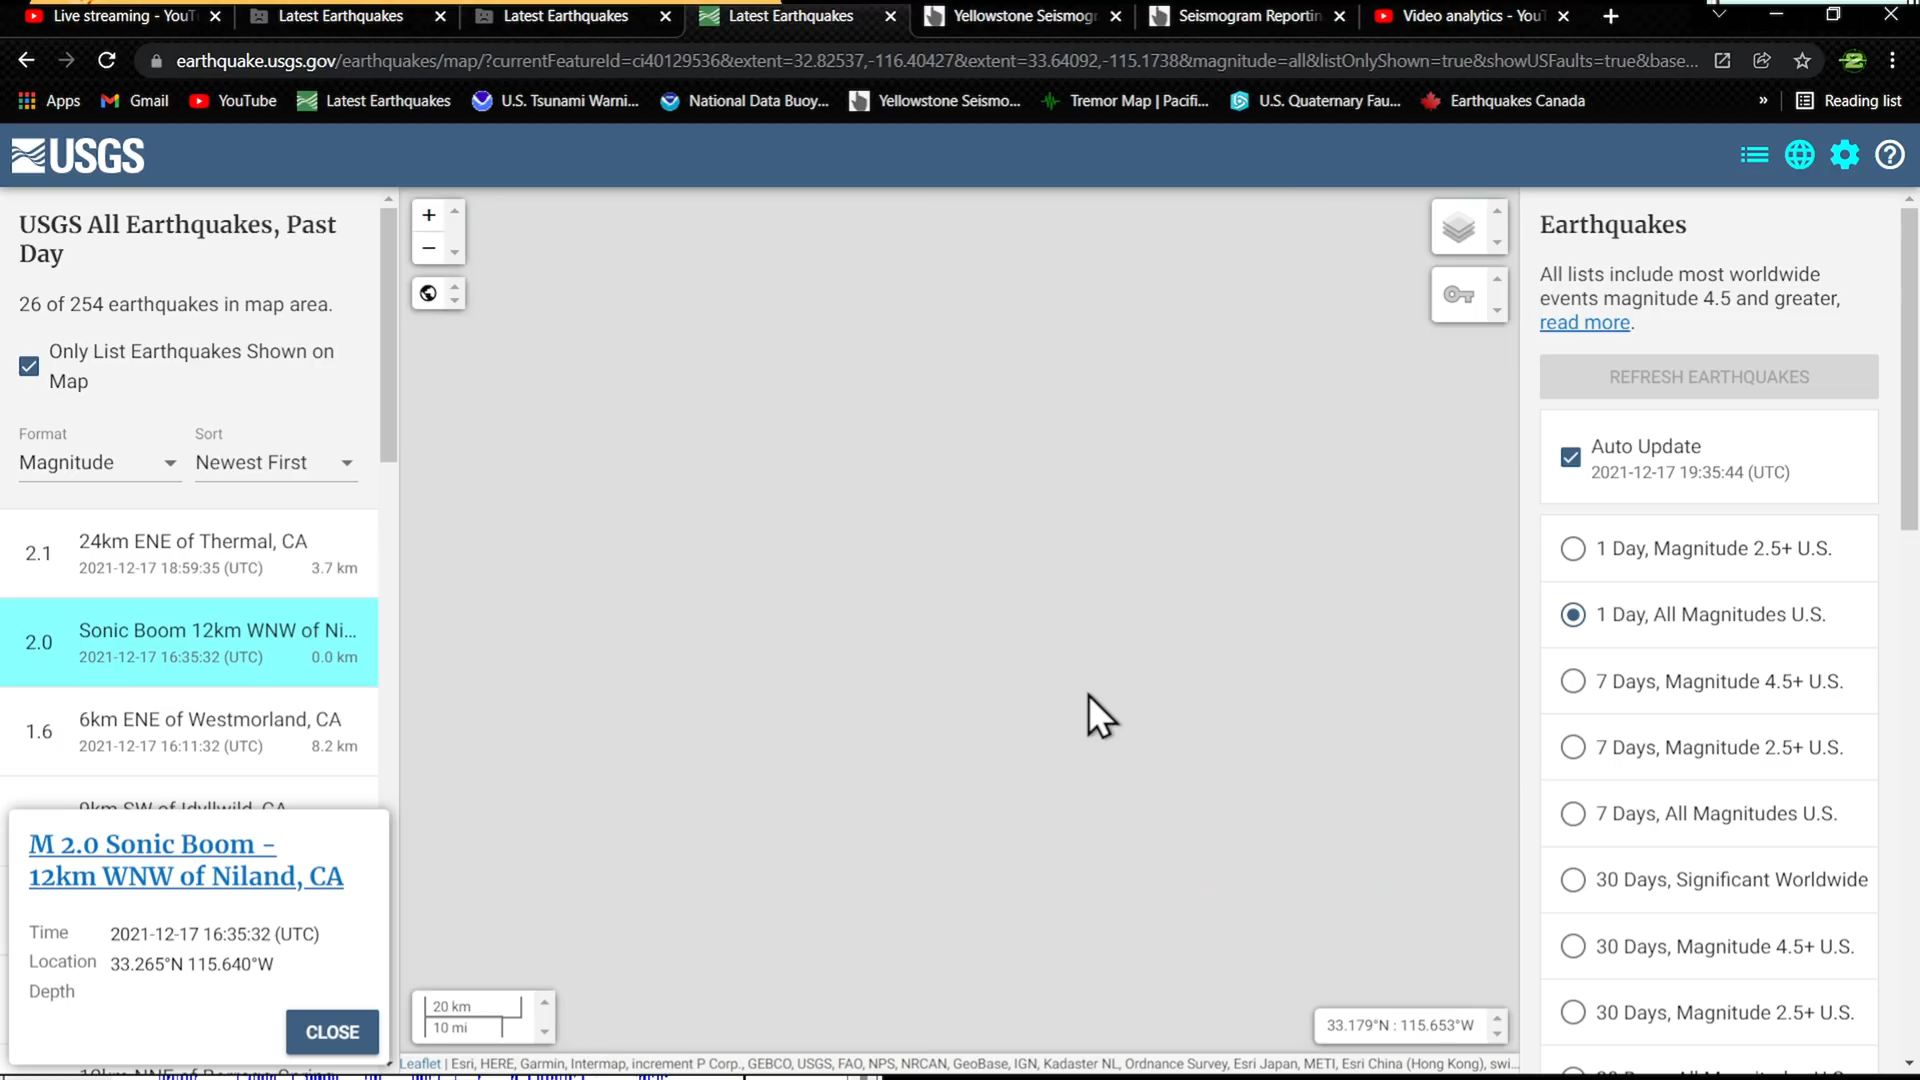 Live streaming - YouT
Latest Earthquakes
Latest Earthquakes
Latest Earthquakes
Yellowstone Seismog
Seismogram Reportin
Video analytics - You
earthquake.usgs.gov/earthquakes/map/?currentFeatureId=ci40129536&extent=32.82537,-116.40427&extent=33.64092,-115.1738&magnitude=all&listOnlyShown=true&showUSFaults=true&base...
Apps
Gmail
YouTube
Latest Earthquakes
U.S. Tsunami Warni...
National Data Buoy...
Yellowstone Seismo...
Tremor Map | Pacifi...
U.S. Quaternary Fau...
Earthquakes Canada
»
Reading list
USGS
USGS All Earthquakes, Past
Day
26 of 254 earthquakes in map area.
Only List Earthquakes Shown on
Map
Format
Sort
Magnitude
Newest First
2.1
24km ENE of Thermal, CA
2021-12-17 18:59:35 (UTC)
3.7 km
2.0
Sonic Boom 12km WNW of Ni...
2021-12-17 16:35:32 (UTC)
0.0 km
1.6
6km ENE of Westmorland, CA
2021-12-17 16:11:32 (UTC)
8.2 km
9km SW of Idyllwild, CA
M 2.0 Sonic Boom -
12km WNW of Niland, CA
Time
2021-12-17 16:35:32 (UTC)
Location
33.265°N 115.640°W
Depth
CLOSE
+
−
20 km
10 mi
33.179°N : 115.653°W
Leaflet | Esri, HERE, Garmin, Intermap, increment P Corp., GEBCO, USGS, FAO, NPS, NRCAN, GeoBase, IGN, Kadaster NL, Ordnance Survey, Esri Japan, METI, Esri China (Hong Kong), swi...
Earthquakes
All lists include most worldwide
events magnitude 4.5 and greater,
read more.
REFRESH EARTHQUAKES
Auto Update
2021-12-17 19:35:44 (UTC)
1 Day, Magnitude 2.5+ U.S.
1 Day, All Magnitudes U.S.
7 Days, Magnitude 4.5+ U.S.
7 Days, Magnitude 2.5+ U.S.
7 Days, All Magnitudes U.S.
30 Days, Significant Worldwide
30 Days, Magnitude 4.5+ U.S.
30 Days, Magnitude 2.5+ U.S.